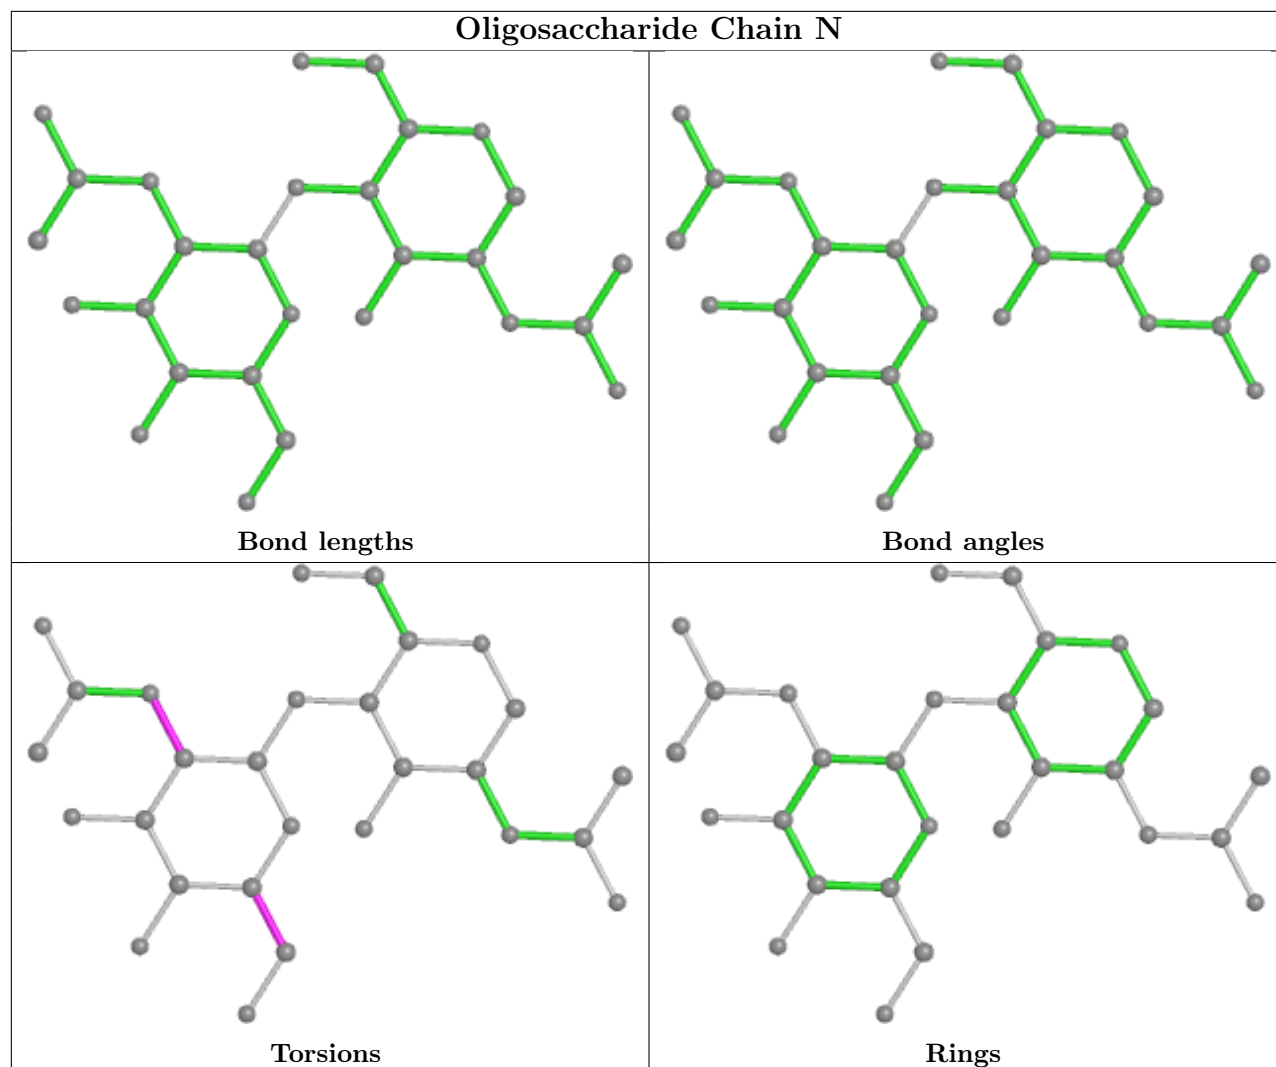 Oligosaccharide Chain N
Bond lengths
Bond angles
Torsions
Rings